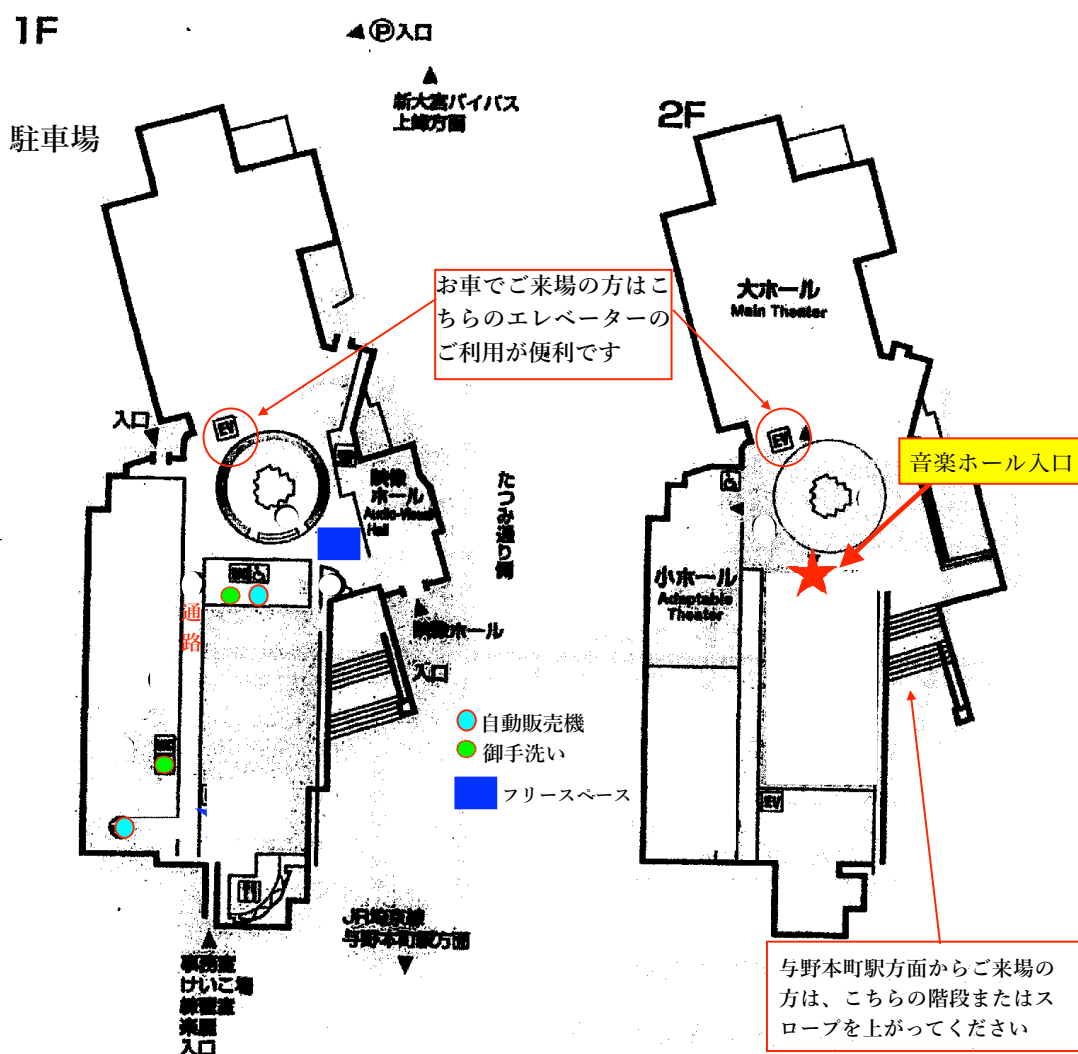 1F
◀Ⓟ入口
▲
新大宮バイパス
上峰方面
駐車場
2F
お車でご来場の方はこ
ちらのエレベーターの
ご利用が便利です
大ホール
Main Theater
入口
EV
EV
音楽ホール入口
映像
ホール
Hall
たつみ通り側
小ホール
Adaptable
Theater
通
路
映像ホール
入口
自動販売機
御手洗い
フリースペース
EV
JR埼京線
与野本町駅方面
▼
▲
事務室
けいこ場
練習室
楽屋
入口
与野本町駅方面からご来場の
方は、こちらの階段またはス
ロープを上がってください